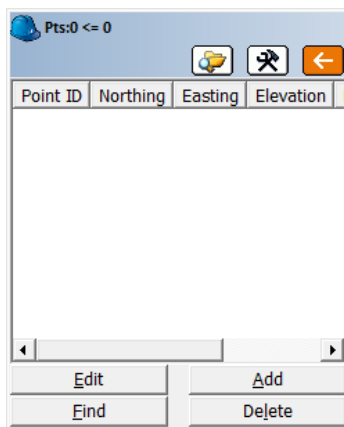 Pts:0 <= 0
Point ID Northing Easting Elevation
Edit Add
Find Delete